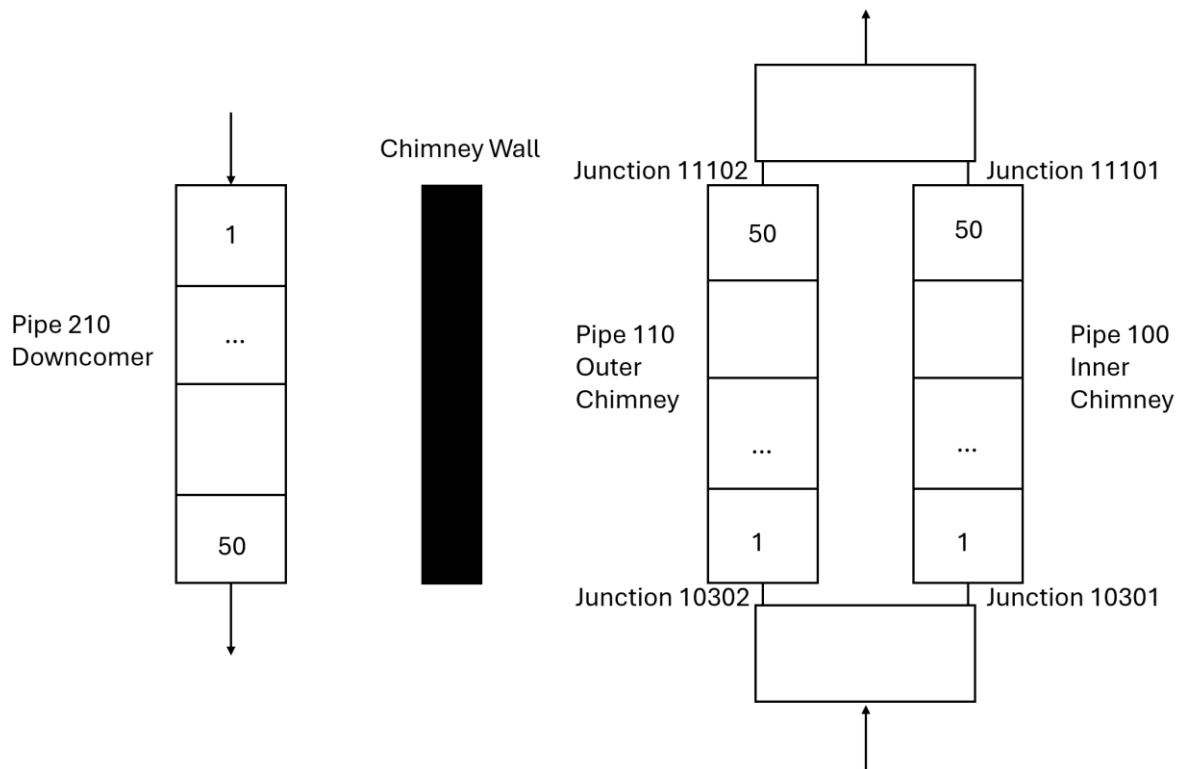 Chimney Wall
Junction 11102
Junction 11101
1
50
50
Pipe 210
Downcomer
...
Pipe 110
Outer
Chimney
Pipe 100
Inner
Chimney
...
...
50
1
1
Junction 10302
Junction 10301